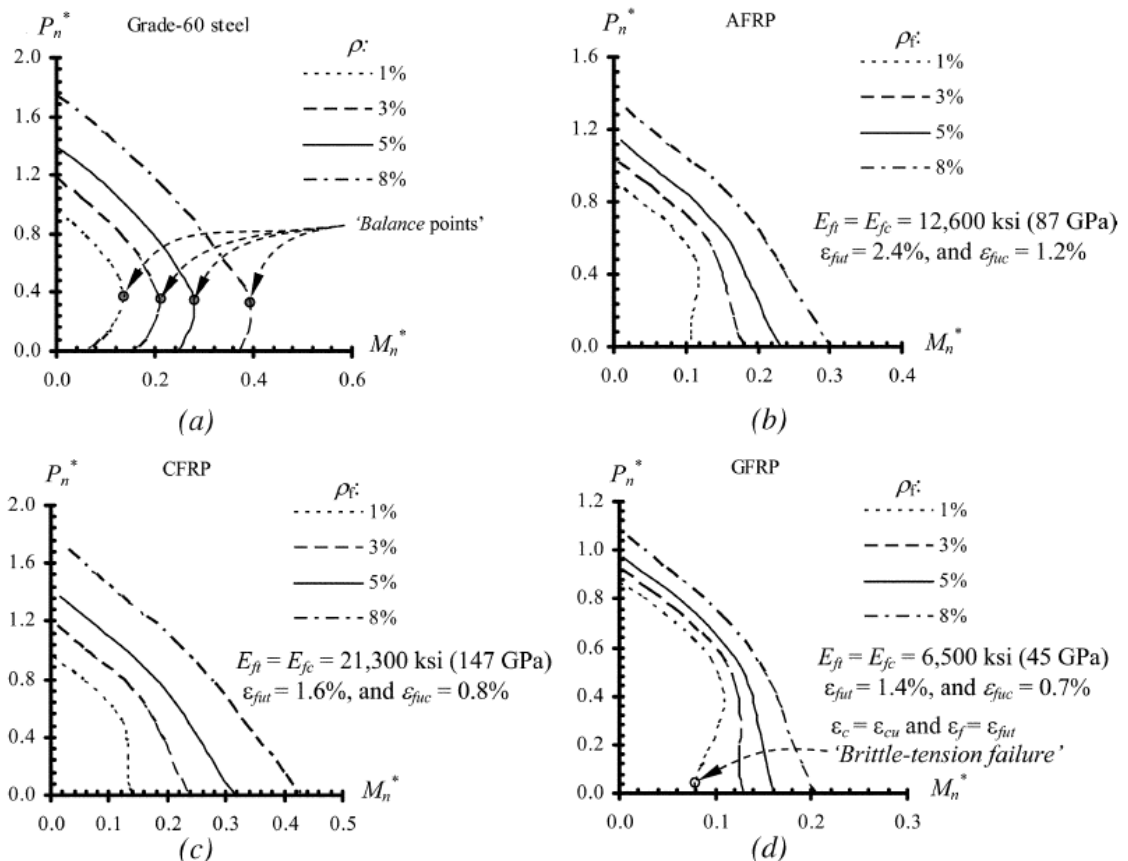 Pn* Grade-60 steel
2.0
1.6
1.2
0.8
0.4
0.0
0.0 0.2 0.4 0.6
Mn*
ρ:
1%
3%
5%
8%
‘Balance points’
(a)
Pn* AFRP
1.6
1.2
0.8
0.4
0.0
0.0 0.1 0.2 0.3 0.4
Mn*
ρf:
1%
3%
5%
8%
Eft = Efc = 12,600 ksi (87 GPa)
εfut = 2.4%, and εfuc = 1.2%
(b)
Pn* CFRP
2.0
1.6
1.2
0.8
0.4
0.0
0.0 0.1 0.2 0.3 0.4 0.5
Mn*
ρf:
1%
3%
5%
8%
Eft = Efc = 21,300 ksi (147 GPa)
εfut = 1.6%, and εfuc = 0.8%
(c)
Pn* GFRP
1.2
1.0
0.8
0.6
0.4
0.2
0.0
0.0 0.1 0.2 0.3
Mn*
ρf:
1%
3%
5%
8%
Eft = Efc = 6,500 ksi (45 GPa)
εfut = 1.4%, and εfuc = 0.7%
εc = εcu and εf = εfut
‘Brittle-tension failure’
(d)